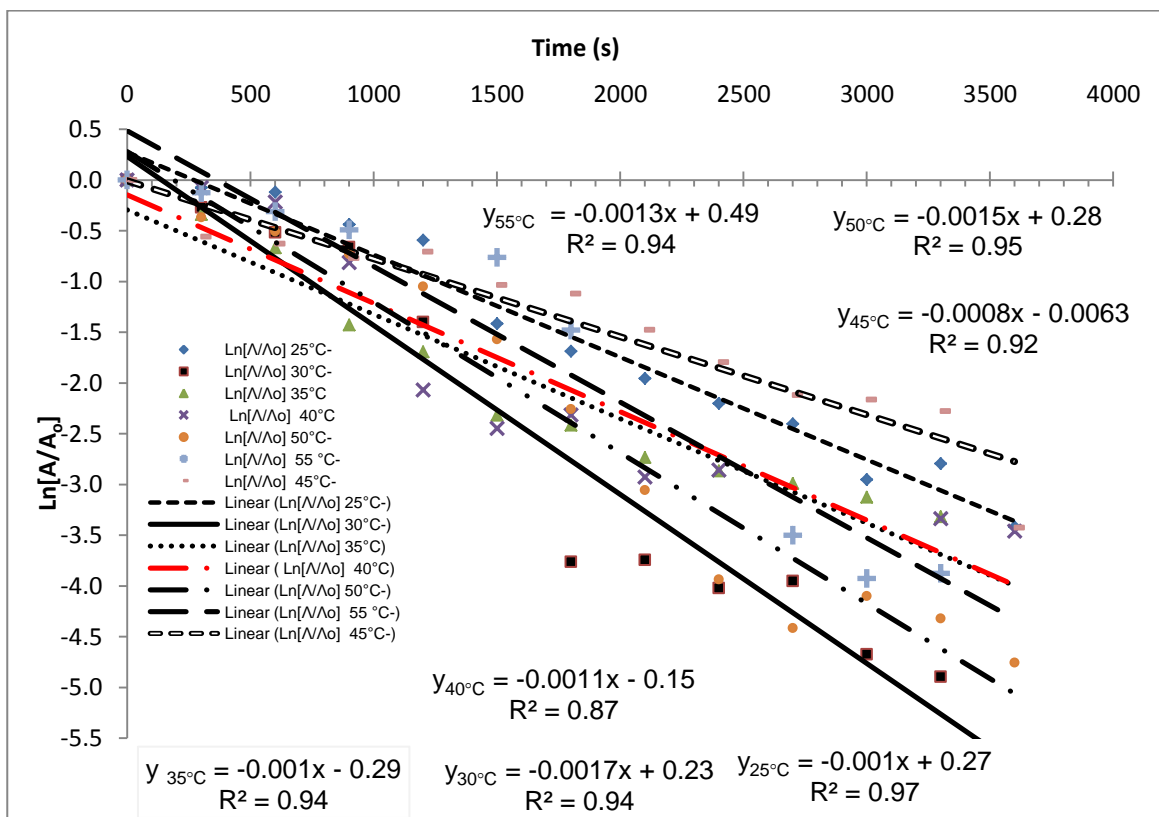 Time (s)
0 500 1000 1500 2000 2500 3000 3500 4000
0.5
0.0
-0.5
-1.0
-1.5
-2.0
-2.5
-3.0
-3.5
-4.0
-4.5
-5.0
-5.5
Ln[A/Ao]
y55°C = -0.0013x + 0.49
R² = 0.94
y50°C = -0.0015x + 0.28
R² = 0.95
y45°C = -0.0008x - 0.0063
R² = 0.92
Ln[Λ/Λo] 25°C-
Ln[Λ/Λo] 30°C-
Ln[Λ/Λo] 35°C
Ln[Λ/Λo] 40°C
Ln[Λ/Λo] 50°C-
Ln[Λ/Λo] 55 °C-
Ln[Λ/Λo] 45°C-
Linear (Ln[Λ/Λo] 25°C-)
Linear (Ln[Λ/Λo] 30°C-)
Linear (Ln[Λ/Λo] 35°C)
Linear ( Ln[Λ/Λo] 40°C)
Linear (Ln[Λ/Λo] 50°C-)
Linear (Ln[Λ/Λo] 55 °C-)
Linear (Ln[Λ/Λo] 45°C-)
y40°C = -0.0011x - 0.15
R² = 0.87
y 35°C = -0.001x - 0.29
R² = 0.94
y30°C = -0.0017x + 0.23
R² = 0.94
y25°C = -0.001x + 0.27
R² = 0.97